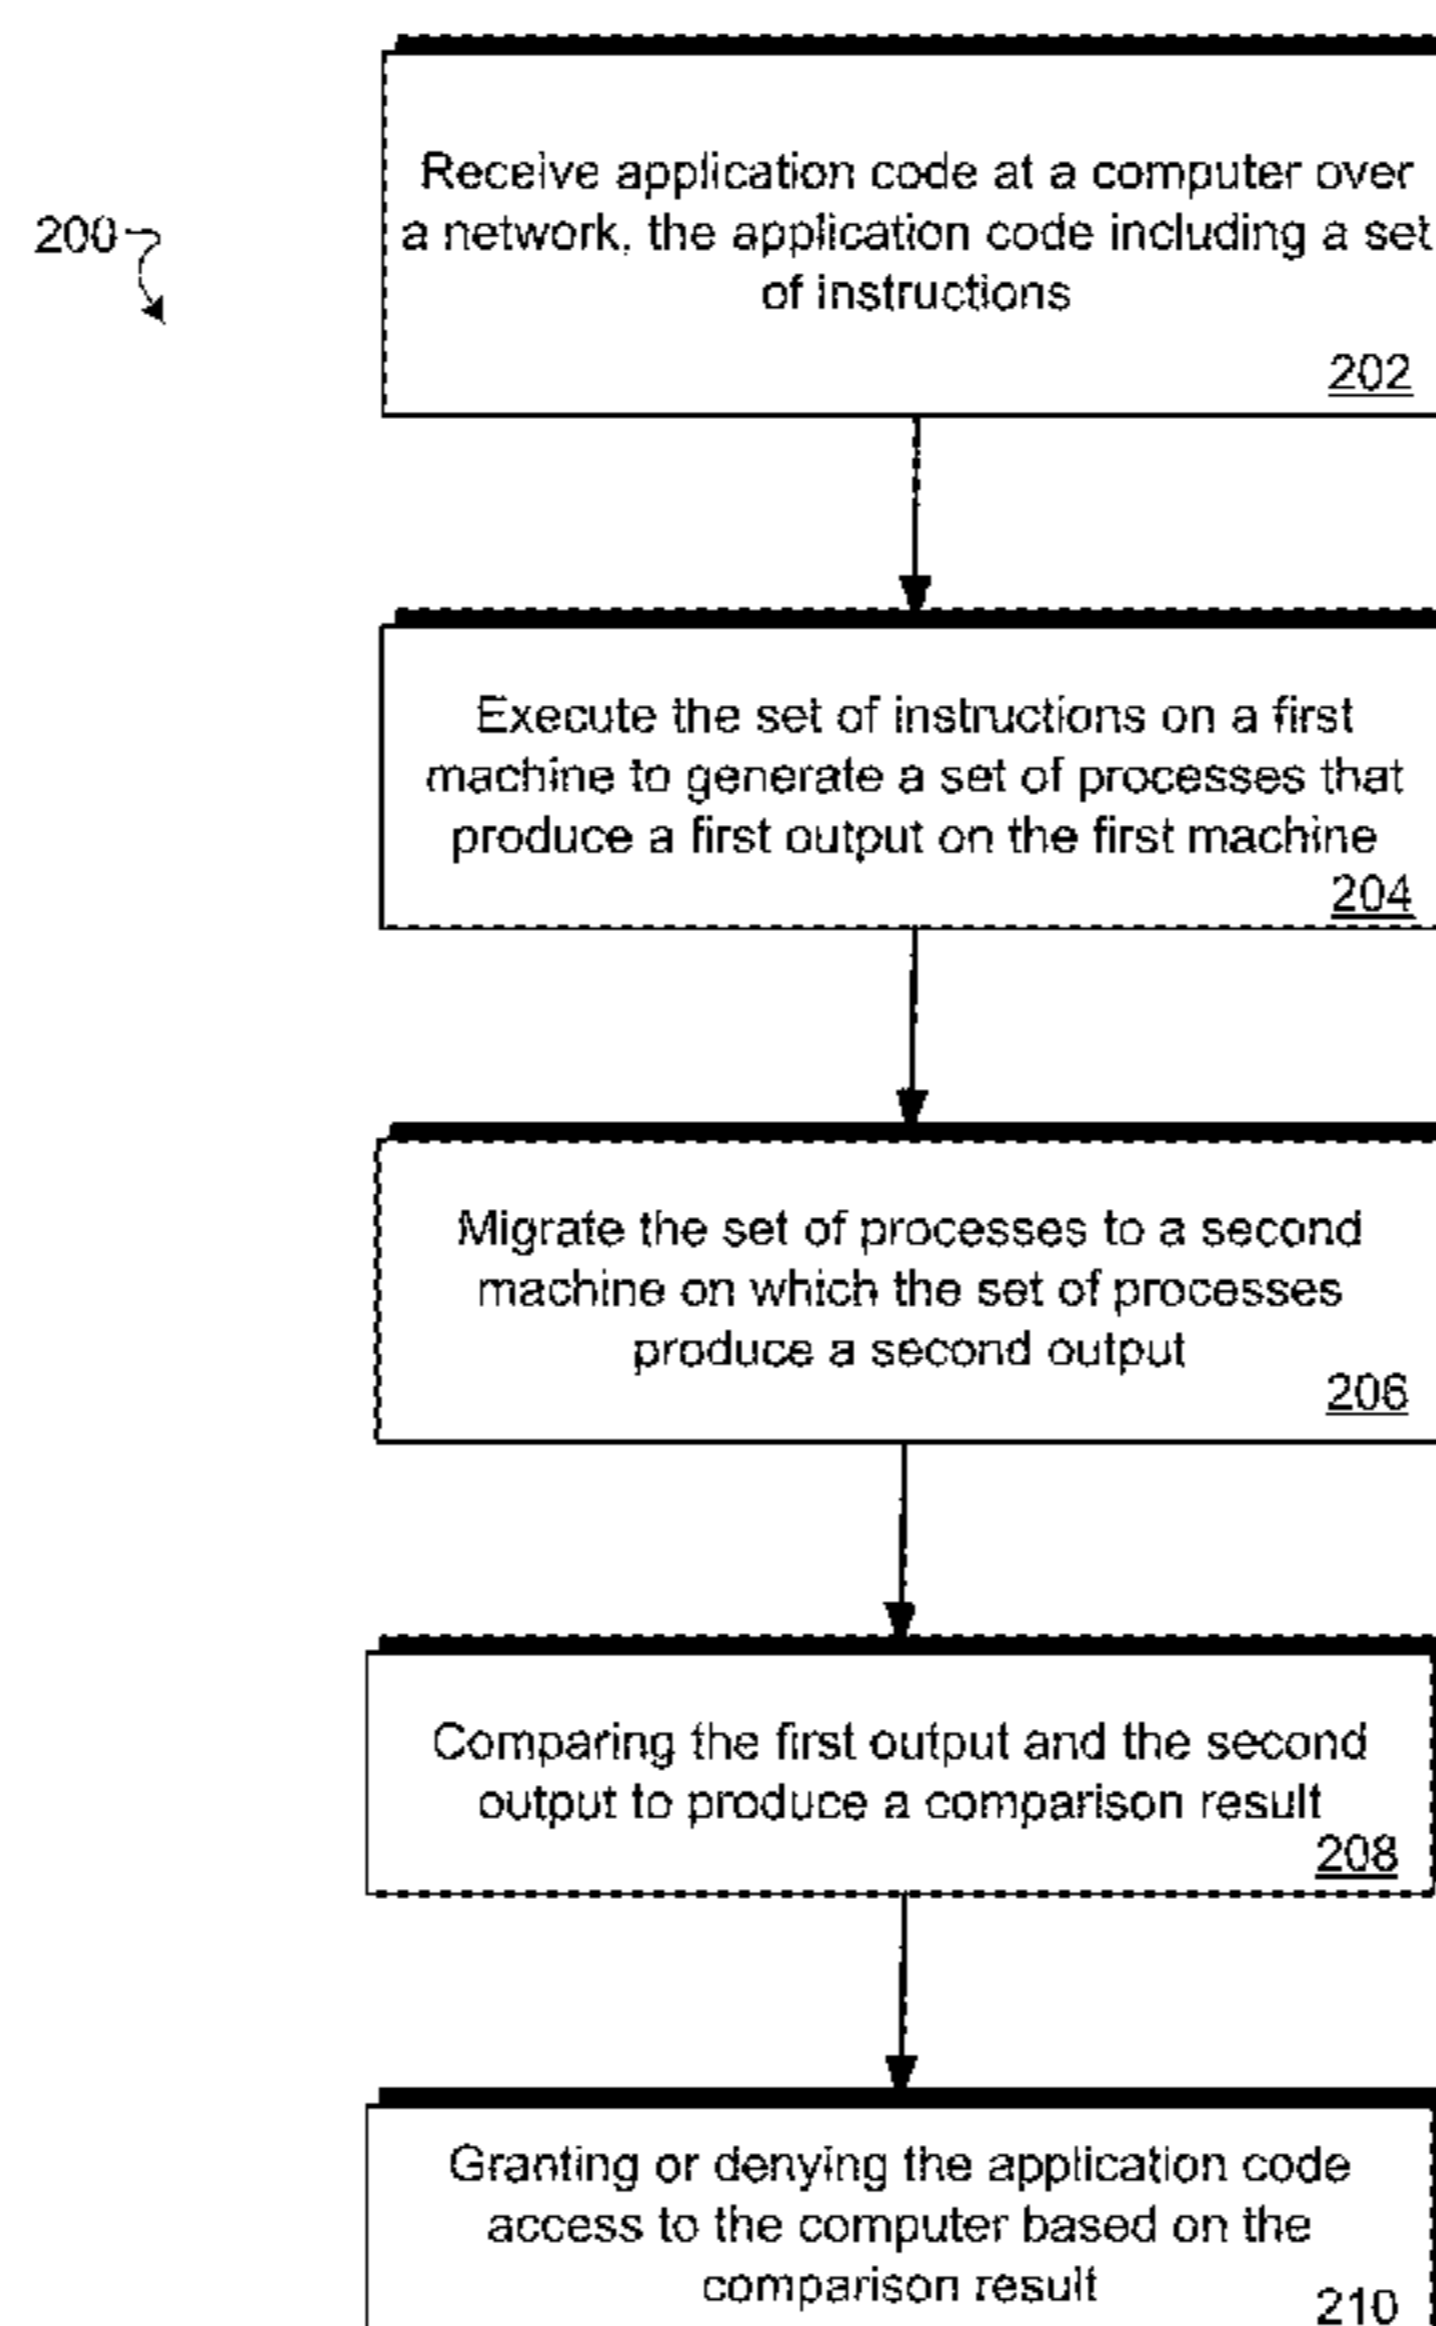 200
Receive application code at a computer over
a network, the application code including a set
of instructions
202
Execute the set of instructions on a first
machine to generate a set of processes that
produce a first output on the first machine
204
Migrate the set of processes to a second
machine on which the set of processes
produce a second output
206
Comparing the first output and the second
output to produce a comparison result
208
Granting or denying the application code
access to the computer based on the
comparison result
210